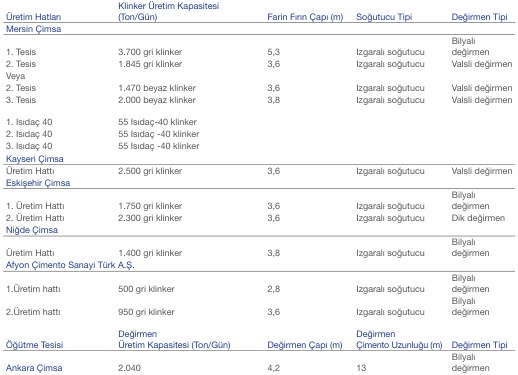 Üretim Hatları Klinker Üretim Kapasitesi (Ton/Gün) Farin Fırın Çapı (m) Soğutucu Tipi Değirmen Tipi
Mersin Çimsa
1. Tesis 3.700 gri klinker 5,3 Izgaralı soğutucu Bilyalı değirmen
2. Tesis 1.845 gri klinker 3,6 Izgaralı soğutucu Valsli değirmen
Veya
2. Tesis 1.470 beyaz klinker 3,6 Izgaralı soğutucu Valsli değirmen
3. Tesis 2.000 beyaz klinker 3,8 Izgaralı soğutucu Valsli değirmen
1. Isıdaç 40 55 Isıdaç-40 klinker
2. Isıdaç 40 55 Isıdaç -40 klinker
3. Isıdaç 40 55 Isıdaç -40 klinker
Kayseri Çimsa
Üretim Hattı 2.500 gri klinker 3,6 Izgaralı soğutucu Valsli değirmen
Eskişehir Çimsa
1. Üretim Hattı 1.750 gri klinker 3,6 Izgaralı soğutucu Bilyalı değirmen
2. Üretim Hattı 2.300 gri klinker 3,6 Izgaralı soğutucu Dik değirmen
Niğde Çimsa
Üretim Hattı 1.400 gri klinker 3,8 Izgaralı soğutucu Bilyalı değirmen
Afyon Çimento Sanayi Türk A.Ş.
1.Üretim hattı 500 gri klinker 2,8 Izgaralı soğutucu Bilyalı değirmen
2.Üretim hattı 950 gri klinker 3,6 Izgaralı soğutucu Bilyalı değirmen
Öğütme Tesisi Değirmen Üretim Kapasitesi (Ton/Gün) Değirmen Çapı (m) Değirmen Çimento Uzunluğu (m) Değirmen Tipi
Ankara Çimsa 2.040 4,2 13 Bilyalı değirmen